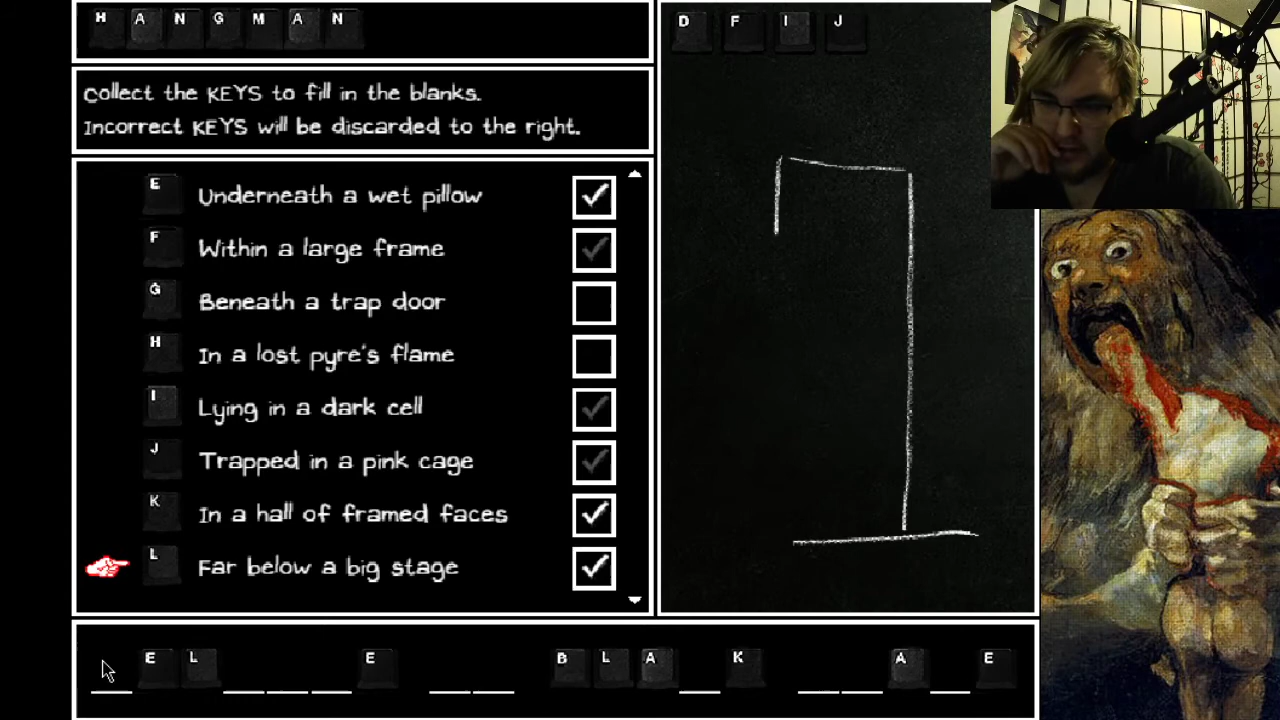 H A N G M A N
D F I J
Collect the KEYS to fill in the blanks.
Incorrect KEYS will be discarded to the right.
E Underneath a wet pillow
F Within a large frame
G Beneath a trap door
H In a lost pyre's flame
I Lying in a dark cell
J Trapped in a pink cage
K In a hall of framed faces
L Far below a big stage
_ E L _ _ _ E _ _ B L A _ K _ _ A _ E